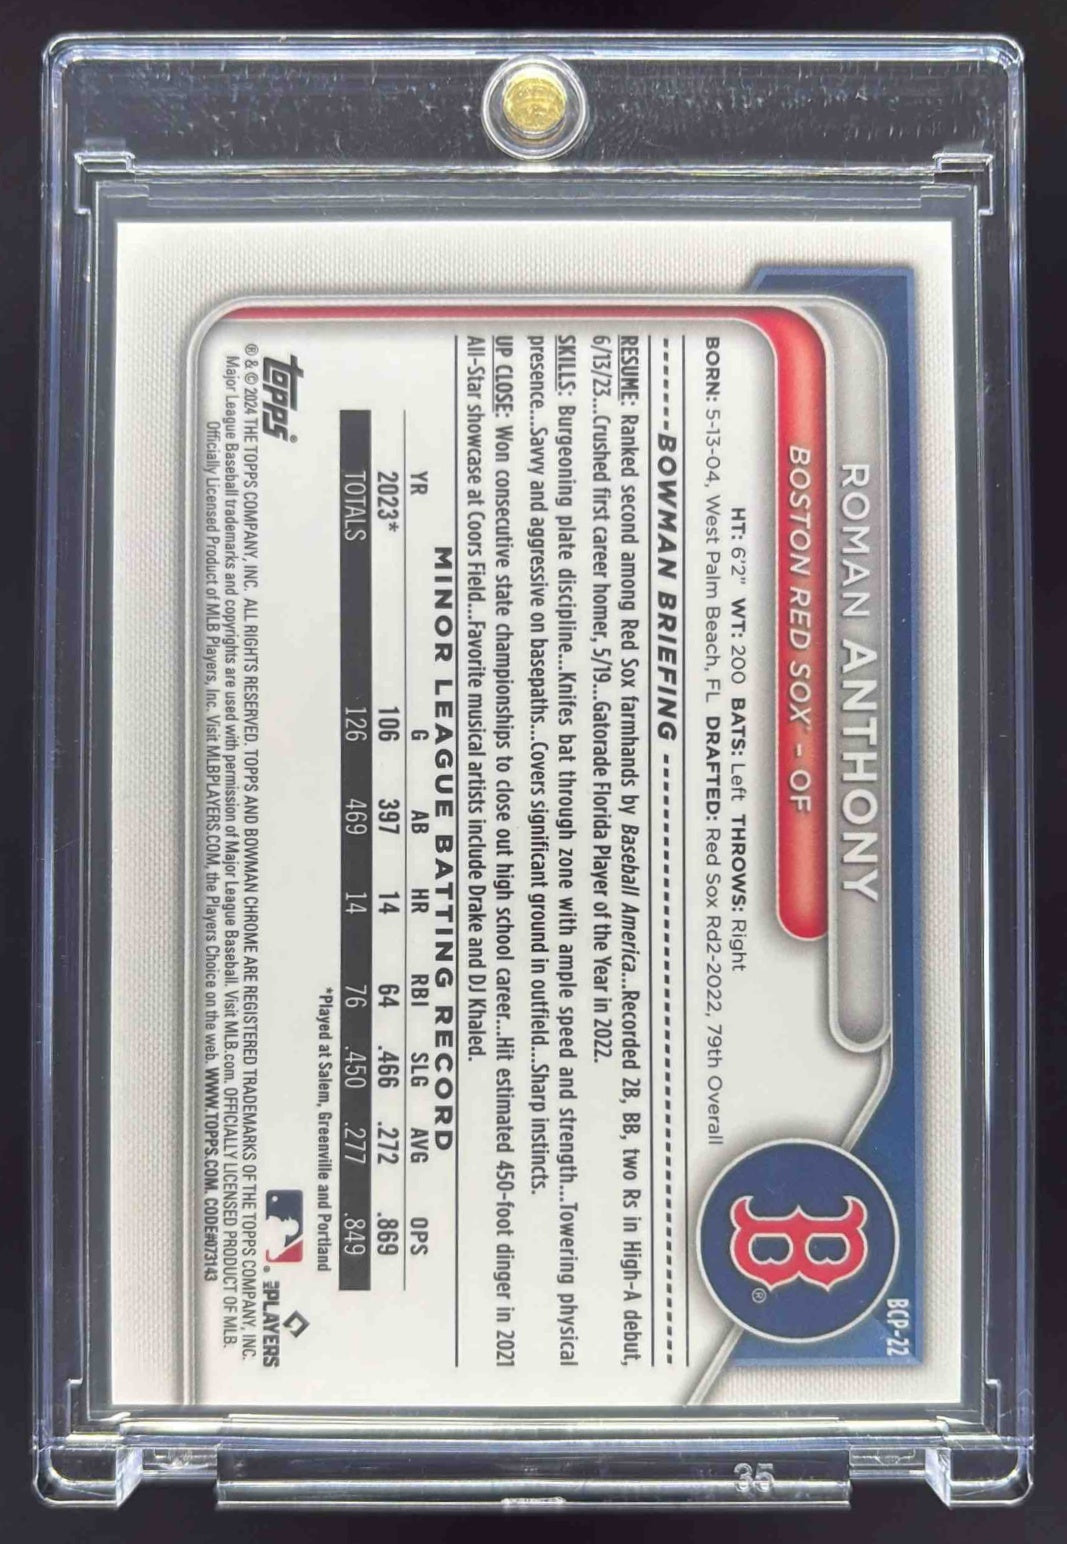 BCP-22
ROMAN ANTHONY
BOSTON RED SOX® - OF
HT: 6'2" WT: 200 BATS: Left THROWS: Right
BORN: 5-13-04, West Palm Beach, FL DRAFTED: Red Sox Rd2-2022, 79th Overall
BOWMAN BRIEFING
RESUME: Ranked second among Red Sox farmhands by Baseball America...Recorded 2B, BB, two Rs in High-A debut,
6/13/23...Crushed first career homer, 5/19...Gatorade Florida Player of the Year in 2022.
SKILLS: Burgeoning plate discipline...Knifes bat through zone with ample speed and strength...Towering physical
presence...Savvy and aggressive on basepaths...Covers significant ground in outfield...Sharp instincts.
UP CLOSE: Won consecutive state championships to close out high school career...Hit estimated 450-foot dinger in 2021
All-Star showcase at Coors Field...Favorite musical artists include Drake and DJ Khaled.
MINOR LEAGUE BATTING RECORD
YR G AB HR RBI SLG AVG OPS
2023* 106 397 14 64 .466 .272 .869
TOTALS 126 469 14 76 .450 .277 .849
*Played at Salem, Greenville and Portland
B®
topps®
MLB PLAYERS
® & © 2024 THE TOPPS COMPANY, INC. ALL RIGHTS RESERVED. TOPPS AND BOWMAN CHROME ARE REGISTERED TRADEMARKS OF THE TOPPS COMPANY, INC.
Major League Baseball trademarks and copyrights are used with permission of Major League Baseball. Visit MLB.com. OFFICIALLY LICENSED PRODUCT OF MLB.
Officially Licensed Product of MLB Players, Inc. Visit MLBPLAYERS.COM, the Players Choice on the web. WWW.TOPPS.COM. CODE#073143